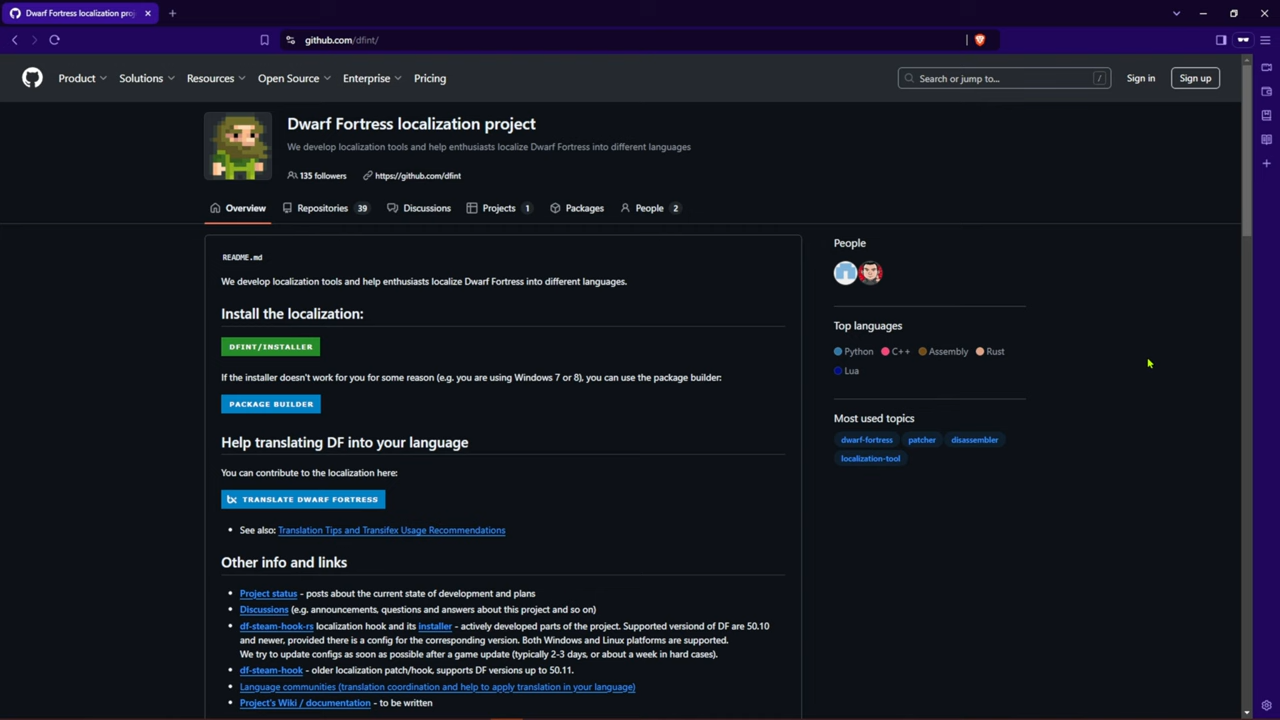 Dwarf Fortress localization proj
github.com/dfint/
Product
Solutions
Resources
Open Source
Enterprise
Pricing
Search or jump to...
/
Sign in
Sign up
Dwarf Fortress localization project
We develop localization tools and help enthusiasts localize Dwarf Fortress into different languages
135 followers
https://github.com/dfint
Overview
Repositories 39
Discussions
Projects 1
Packages
People 2
README.md
We develop localization tools and help enthusiasts localize Dwarf Fortress into different languages.
Install the localization:
DFINT/INSTALLER
If the installer doesn't work for you for some reason (e.g. you are using Windows 7 or 8), you can use the package builder:
PACKAGE BUILDER
Help translating DF into your language
You can contribute to the localization here:
TRANSLATE DWARF FORTRESS
• See also: Translation Tips and Transifex Usage Recommendations
Other info and links
• Project status - posts about the current state of development and plans
• Discussions (e.g. announcements, questions and answers about this project and so on)
• df-steam-hook-rs localization hook and its installer - actively developed parts of the project. Supported versiond of DF are 50.10
and newer, provided there is a config for the corresponding version. Both Windows and Linux platforms are supported.
We try to update configs as soon as possible after a game update (typically 2-3 days, or about a week in hard cases).
• df-steam-hook - older localization patch/hook, supports DF versions up to 50.11.
• Language communities (translation coordination and help to apply translation in your language)
• Project's Wiki / documentation - to be written
People
Top languages
Python C++ Assembly Rust
Lua
Most used topics
dwarf-fortress patcher disassembler
localization-tool